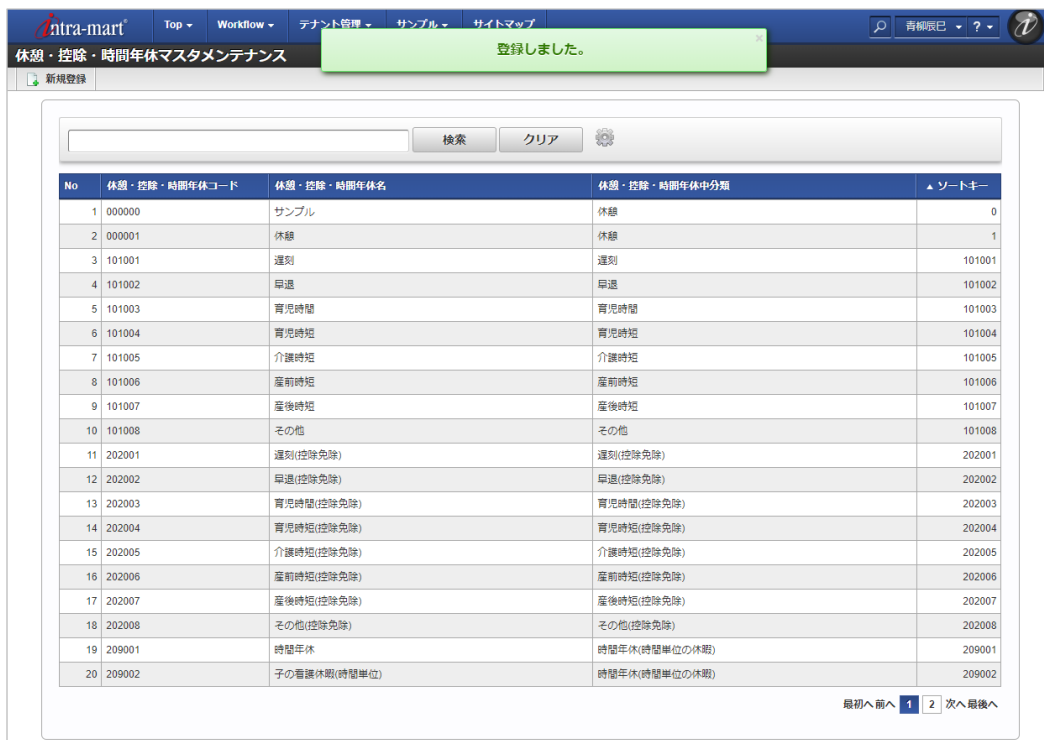 intra-mart® Top Workflow テナント管理 サンプル サイトマップ 青柳辰巳 ?
登録しました。 ×
休憩・控除・時間年休マスタメンテナンス
新規登録
検索 クリア
No 休憩・控除・時間年休コード 休憩・控除・時間年休名 休憩・控除・時間年休中分類 ▲ ソートキー
1 000000 サンプル 休憩 0
2 000001 休憩 休憩 1
3 101001 遅刻 遅刻 101001
4 101002 早退 早退 101002
5 101003 育児時間 育児時間 101003
6 101004 育児時短 育児時短 101004
7 101005 介護時短 介護時短 101005
8 101006 産前時短 産前時短 101006
9 101007 産後時短 産後時短 101007
10 101008 その他 その他 101008
11 202001 遅刻(控除免除) 遅刻(控除免除) 202001
12 202002 早退(控除免除) 早退(控除免除) 202002
13 202003 育児時間(控除免除) 育児時間(控除免除) 202003
14 202004 育児時短(控除免除) 育児時短(控除免除) 202004
15 202005 介護時短(控除免除) 介護時短(控除免除) 202005
16 202006 産前時短(控除免除) 産前時短(控除免除) 202006
17 202007 産後時短(控除免除) 産後時短(控除免除) 202007
18 202008 その他(控除免除) その他(控除免除) 202008
19 209001 時間年休 時間年休(時間単位の休暇) 209001
20 209002 子の看護休暇(時間単位) 時間年休(時間単位の休暇) 209002
最初へ 前へ 1 2 次へ 最後へ